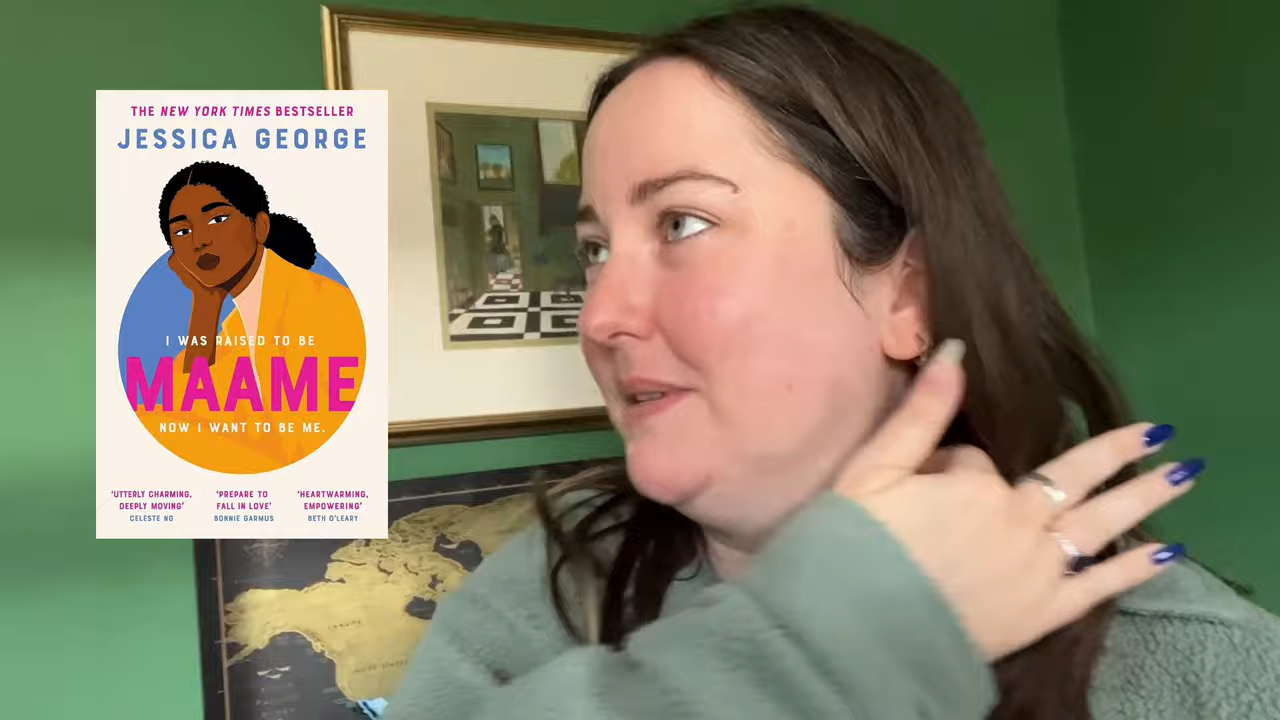 THE NEW YORK TIMES BESTSELLER
JESSICA GEORGE
I WAS RAISED TO BE
MAAME
NOW I WANT TO BE ME.
'UTTERLY CHARMING,
DEEPLY MOVING'
CELESTE NG
'PREPARE TO
FALL IN LOVE'
BONNIE GARMUS
'HEARTWARMING,
EMPOWERING'
BETH O'LEARY